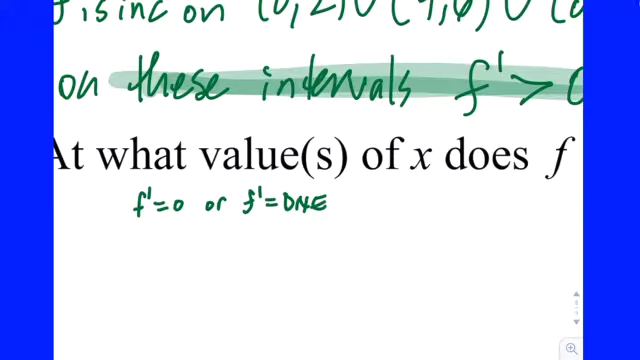 is inc on (0,2) ∪ (4,6) ∪ (
on these intervals f' > 0
At what value(s) of x does f
f'=0 or f'=DNE